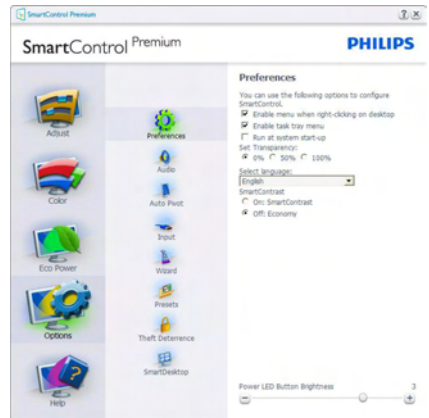 SmartControl Premium
SmartControl Premium
PHILIPS
Adjust
Color
Eco Power
Options
Help
Preferences
Audio
Auto Pivot
Input
Wizard
Presets
Theft Deterrence
SmartDesktop
Preferences
You can use the following options to configure
SmartControl.
Enable menu when right-clicking on desktop
Enable task tray menu
Run at system start-up
Set Transparency:
0% 50% 100%
Select language:
English
SmartContrast
On: SmartContrast
Off: Economy
Power LED Button Brightness 3